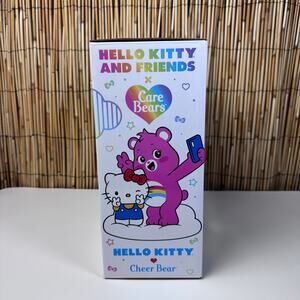 HELLO KITTY
AND FRIENDS
×
Care
Bears
HELLO KITTY
Cheer Bear